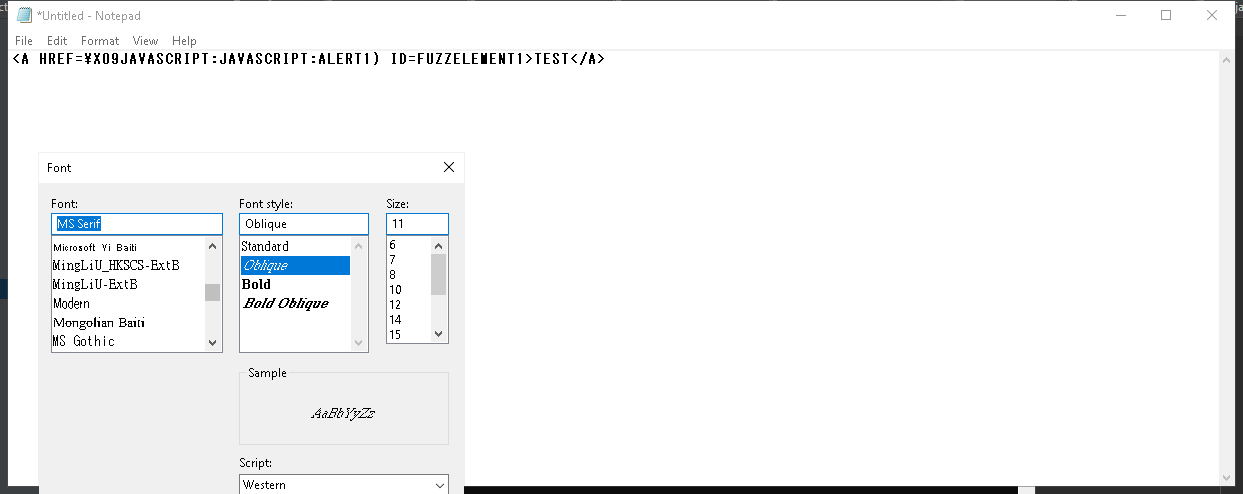 *Untitled - Notepad
File Edit Format View Help
<A HREF=¥X09JAVASCRIPT:JAVASCRIPT:ALERT1) ID=FUZZELEMENT1>TEST</A>
Font
Font: Font style: Size:
MS Serif Oblique 11
Microsoft Yi Baiti Standard 6
MingLiU_HKSCS-ExtB Oblique 7
MingLiU-ExtB Bold 8
Modern Bold Oblique 10
Mongolian Baiti 12
MS Gothic 14
15
Sample
AaBbYyZz
Script:
Western